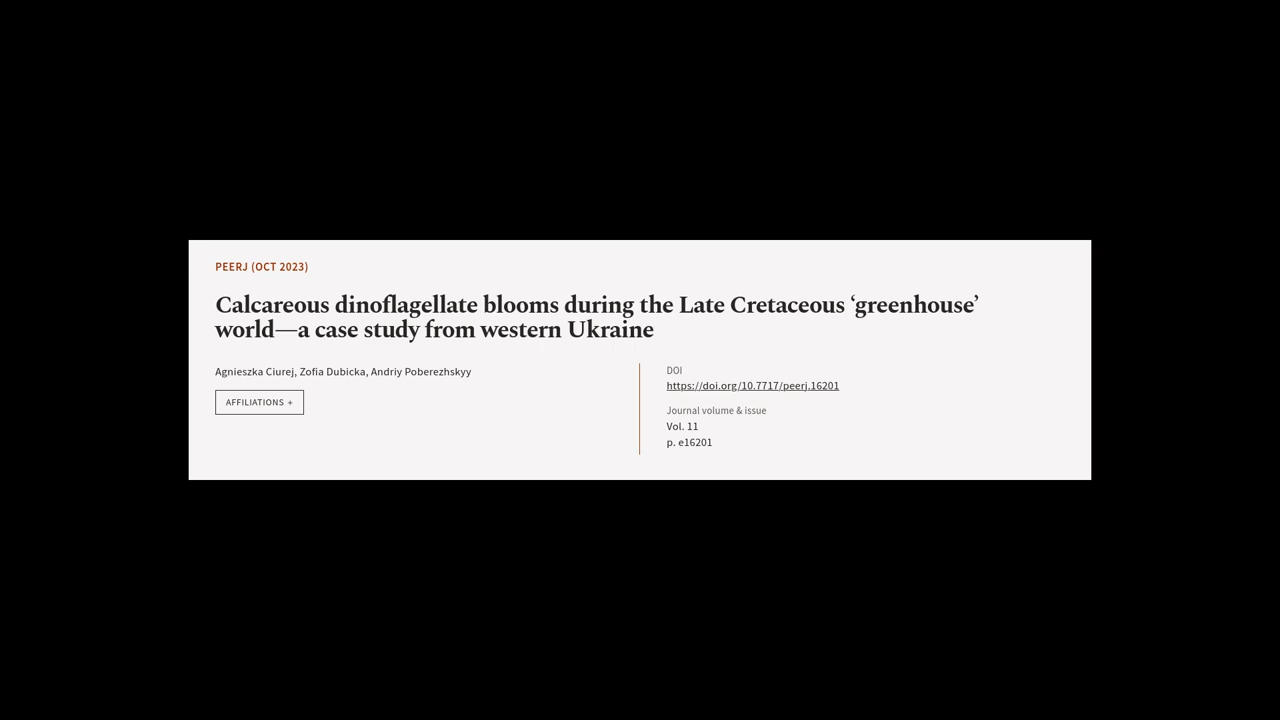 PEERJ (OCT 2023)
Calcareous dinoflagellate blooms during the Late Cretaceous ‘greenhouse’
world—a case study from western Ukraine
Agnieszka Ciurej, Zofia Dubicka, Andriy Poberezhskyy
AFFILIATIONS +
DOI
https://doi.org/10.7717/peerj.16201
Journal volume & issue
Vol. 11
p. e16201